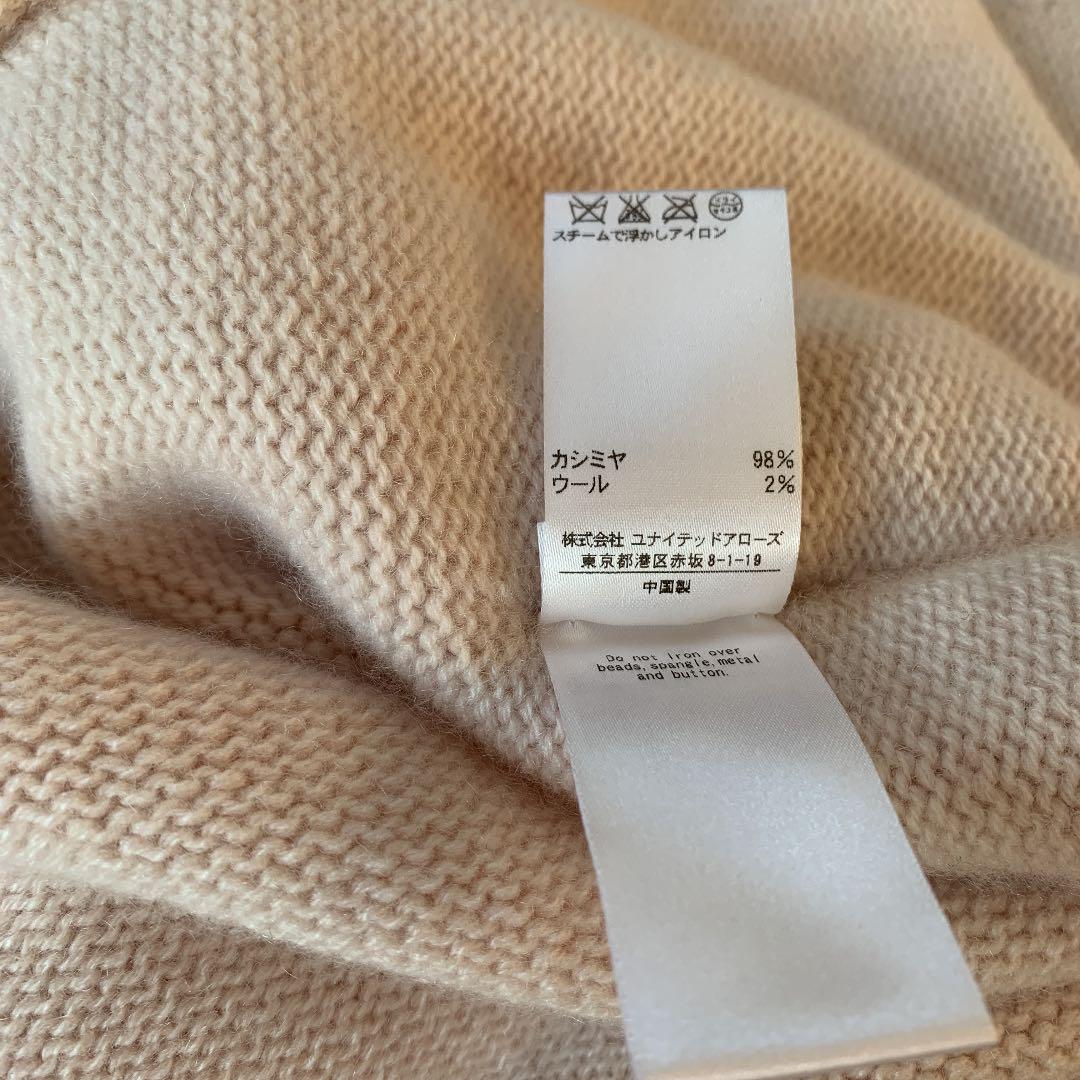 スチームで浮かしアイロン
カシミヤ 98%
ウール 2%
株式会社 ユナイテッドアローズ
東京都港区赤坂8-1-19
中国製
Do not iron over
beads, spangle, metal
and button.